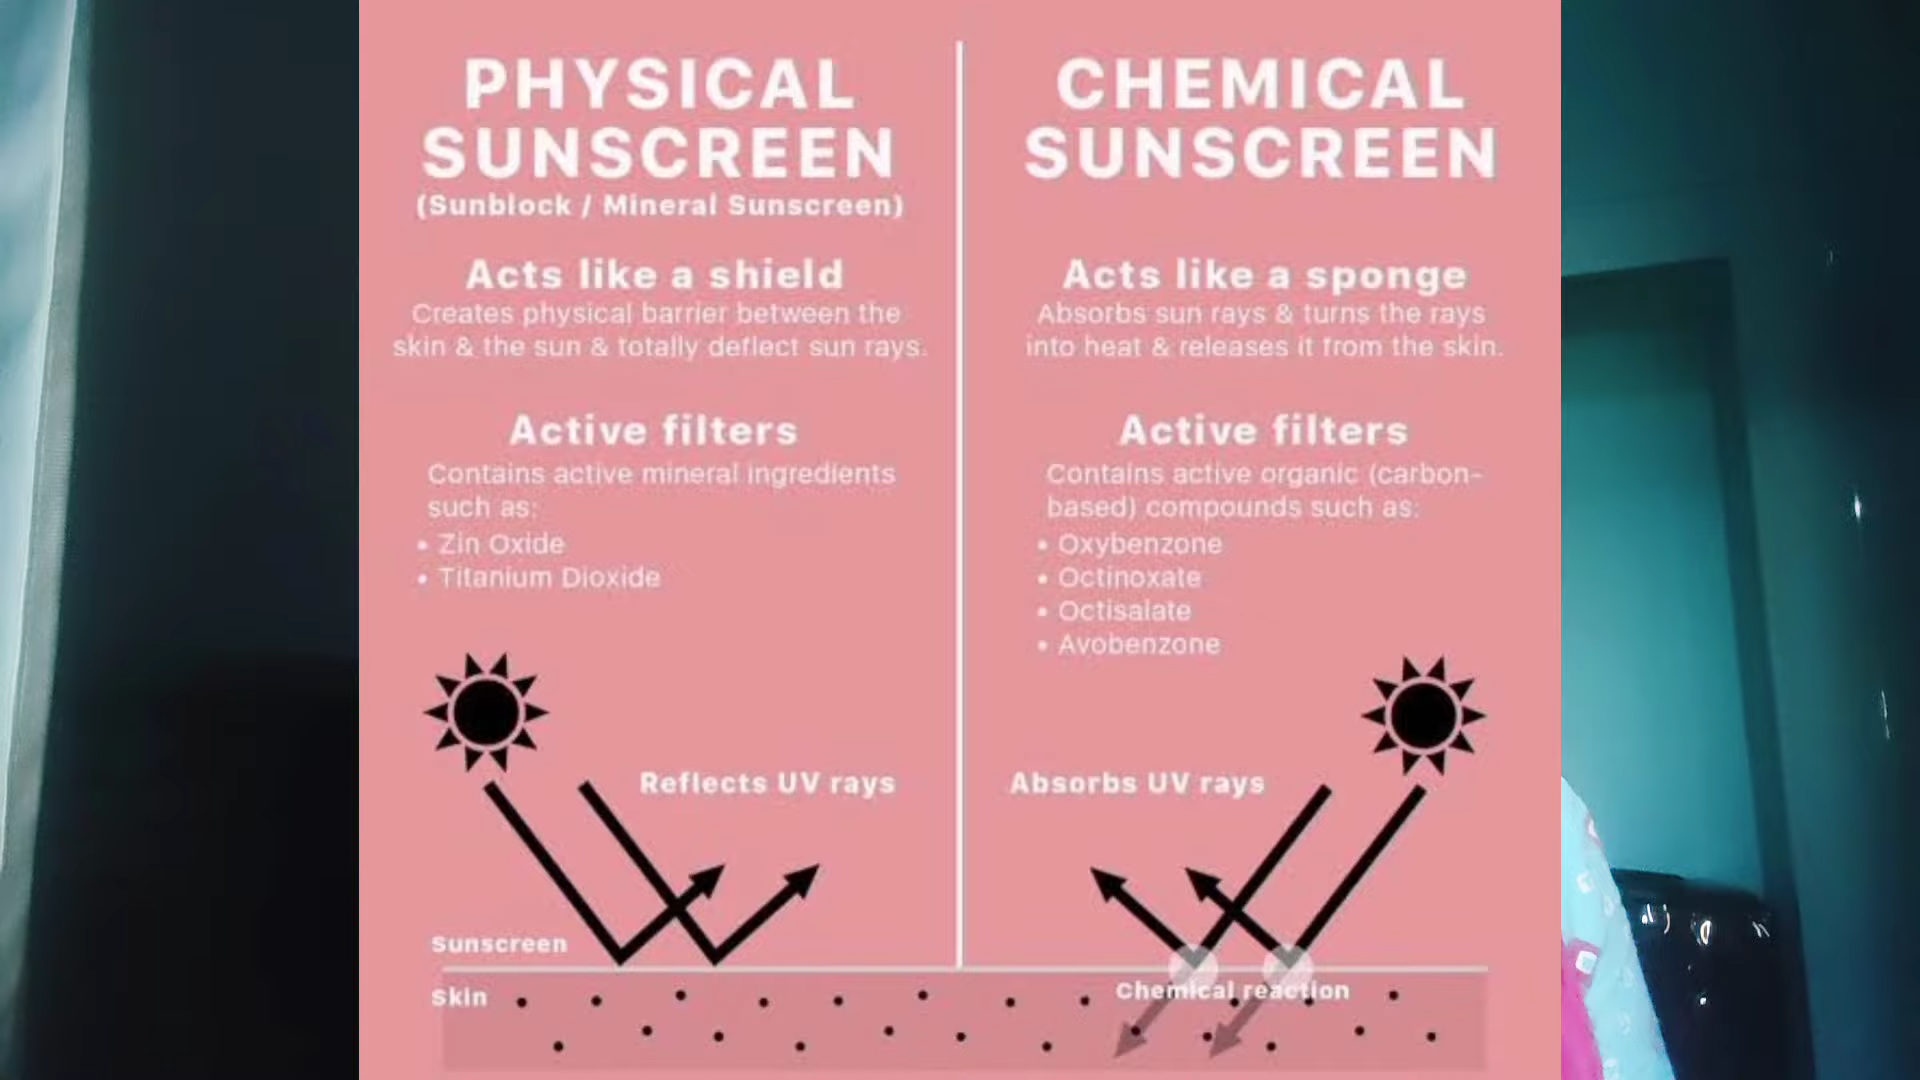 PHYSICAL
SUNSCREEN
(Sunblock / Mineral Sunscreen)
Acts like a shield
Creates physical barrier between the
skin & the sun & totally deflect sun rays.
Active filters
Contains active mineral ingredients
such as:
• Zin Oxide
• Titanium Dioxide
Reflects UV rays
Sunscreen
Skin
CHEMICAL
SUNSCREEN
Acts like a sponge
Absorbs sun rays & turns the rays
into heat & releases it from the skin.
Active filters
Contains active organic (carbon-
based) compounds such as:
• Oxybenzone
• Octinoxate
• Octisalate
• Avobenzone
Absorbs UV rays
Chemical reaction